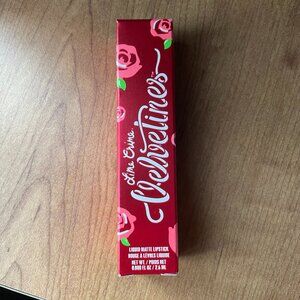 Lime Crime
Velvetines™
LIQUID MATTE LIPSTICK
ROUGE À LÈVRES LIQUIDE
NET WT. / POIDS NET
0.088 FL OZ / 2.6 ML